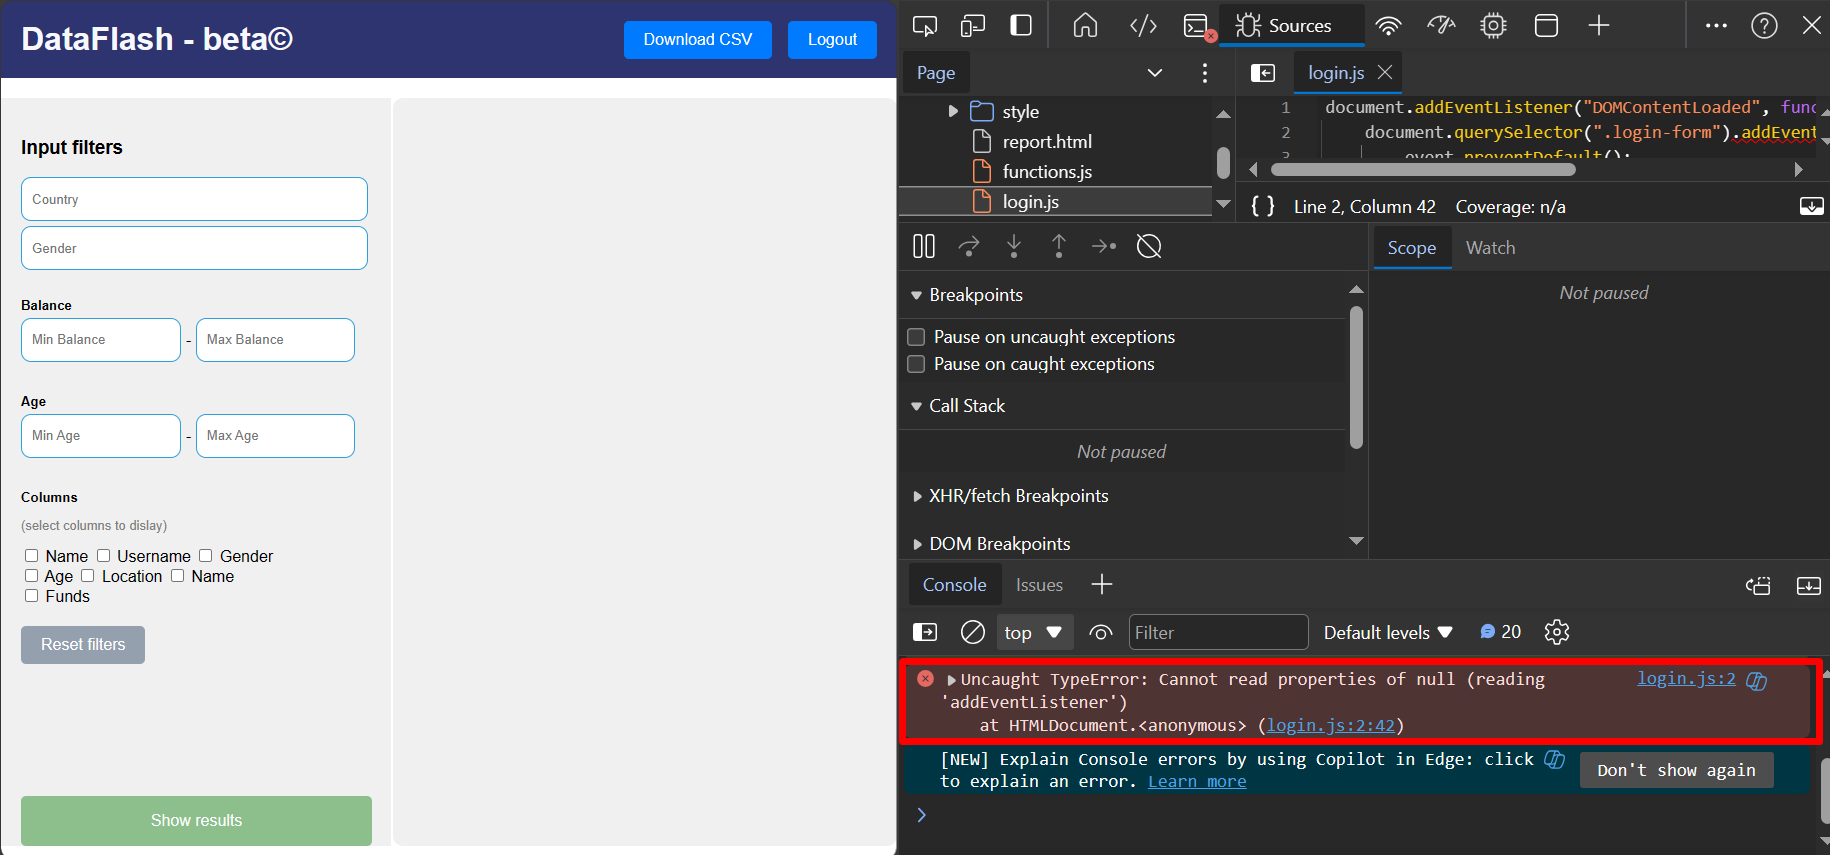 DataFlash - beta©
Download CSV
Logout
Input filters
Country
Gender
Balance
Min Balance - Max Balance
Age
Min Age - Max Age
Columns
(select columns to dislay)
Name Username Gender
Age Location Name
Funds
Reset filters
Show results
Sources
Page
style
report.html
functions.js
login.js
login.js
1 document.addEventListener("DOMContentLoaded", func
2 document.querySelector(".login-form").addEvent
3 event.preventDefault();
{ } Line 2, Column 42 Coverage: n/a
Breakpoints
Pause on uncaught exceptions
Pause on caught exceptions
Call Stack
Not paused
XHR/fetch Breakpoints
DOM Breakpoints
Scope Watch
Not paused
Console Issues
top Filter Default levels 20
Uncaught TypeError: Cannot read properties of null (reading login.js:2
'addEventListener')
at HTMLDocument.<anonymous> (login.js:2:42)
[NEW] Explain Console errors by using Copilot in Edge: click
to explain an error. Learn more
Don't show again